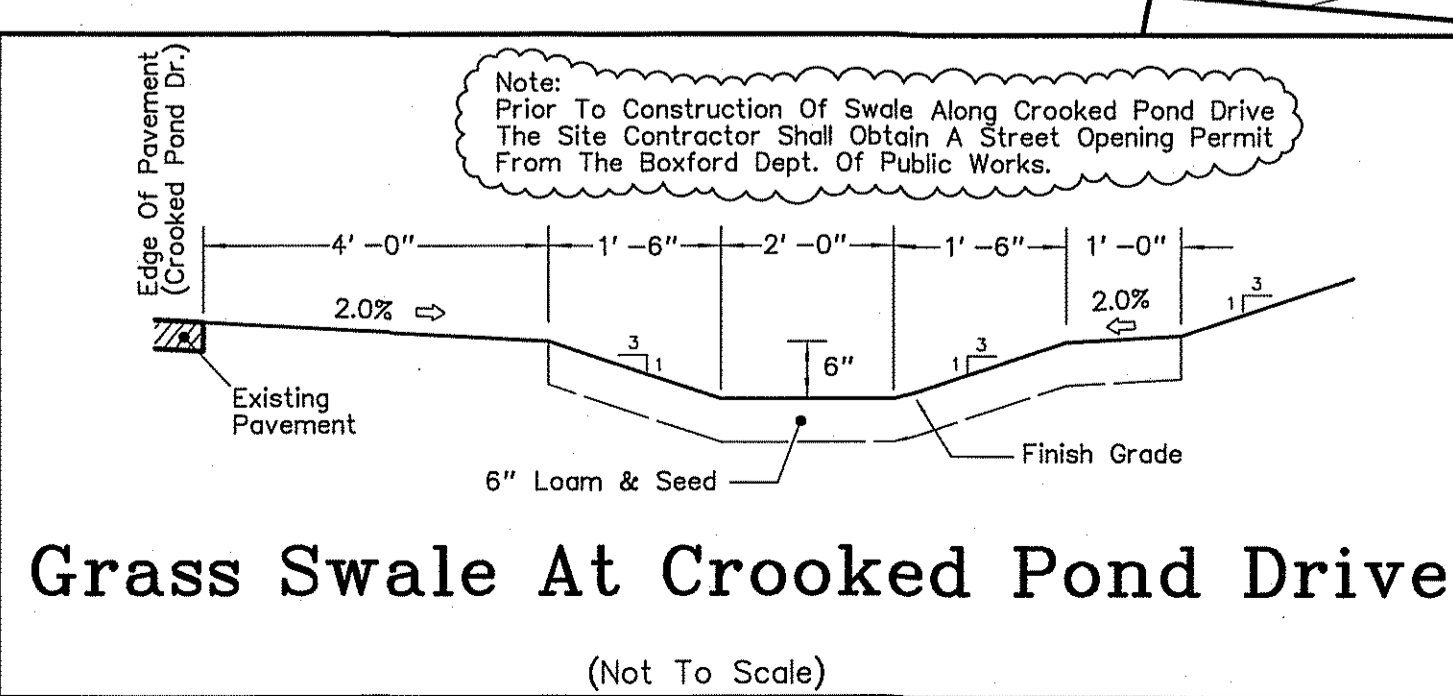 Edge Of Pavement
(Crooked Pond Dr.)
Note:
Prior To Construction Of Swale Along Crooked Pond Drive
The Site Contractor Shall Obtain A Street Opening Permit
From The Boxford Dept. Of Public Works.
4' -0" 1' -6" 2' -0" 1' -6" 1' -0"
2.0% 2.0% 3 1
3 1 6" 1 3
Existing
Pavement
Finish Grade
6" Loam & Seed
Grass Swale At Crooked Pond Drive
(Not To Scale)